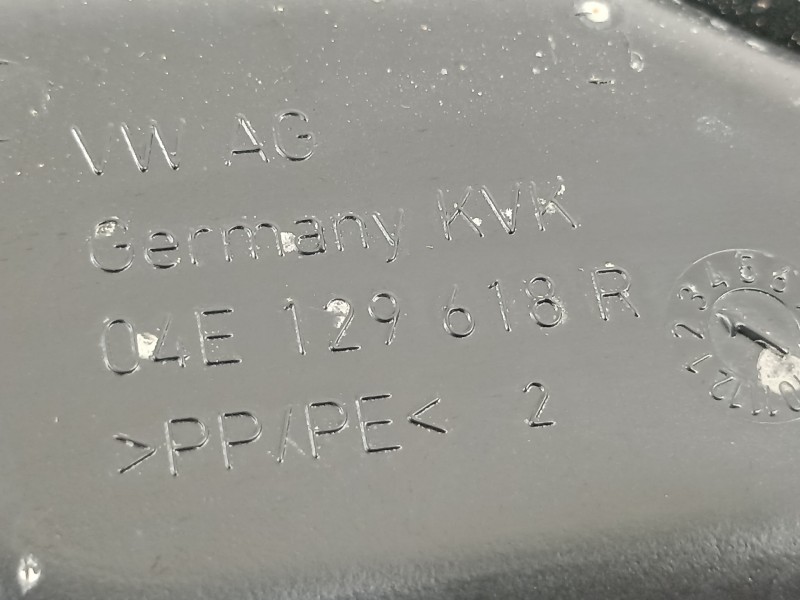 VW AG
Germany KVK
04E 129 618 R
>PP/PE< 2